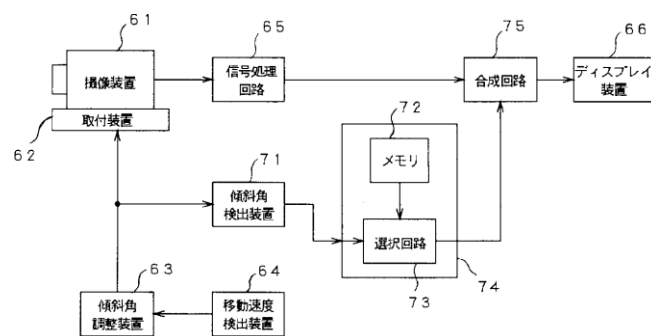 61
65
75
66
撮像装置
信号処理
回路
合成回路
ディスプレイ
装置
取付装置
62
72
メモリ
71
傾斜角
検出装置
選択回路
73
74
63
64
傾斜角
調整装置
移動速度
検出装置